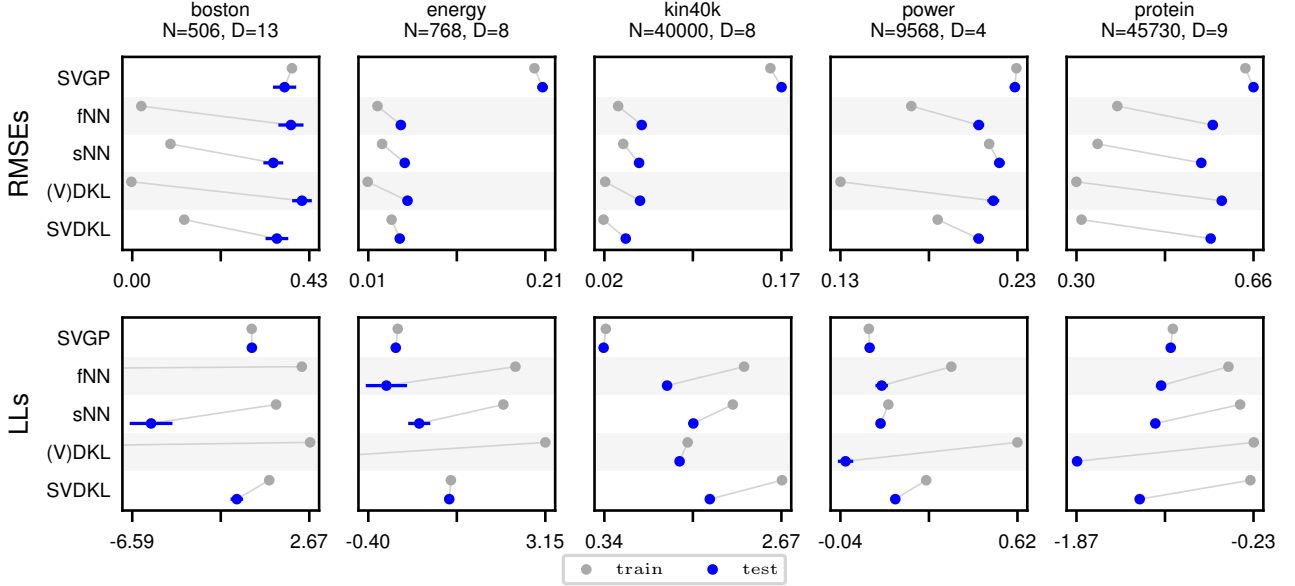 boston energy kin40k power protein
N=506, D=13 N=768, D=8 N=40000, D=8 N=9568, D=4 N=45730, D=9
RMSEs
SVGP
fNN
sNN
(V)DKL
SVDKL
0.00 0.43 0.01 0.21 0.02 0.17 0.13 0.23 0.30 0.66
LLs
SVGP
fNN
sNN
(V)DKL
SVDKL
-6.59 2.67 -0.40 3.15 0.34 2.67 -0.04 0.62 -1.87 -0.23
train test